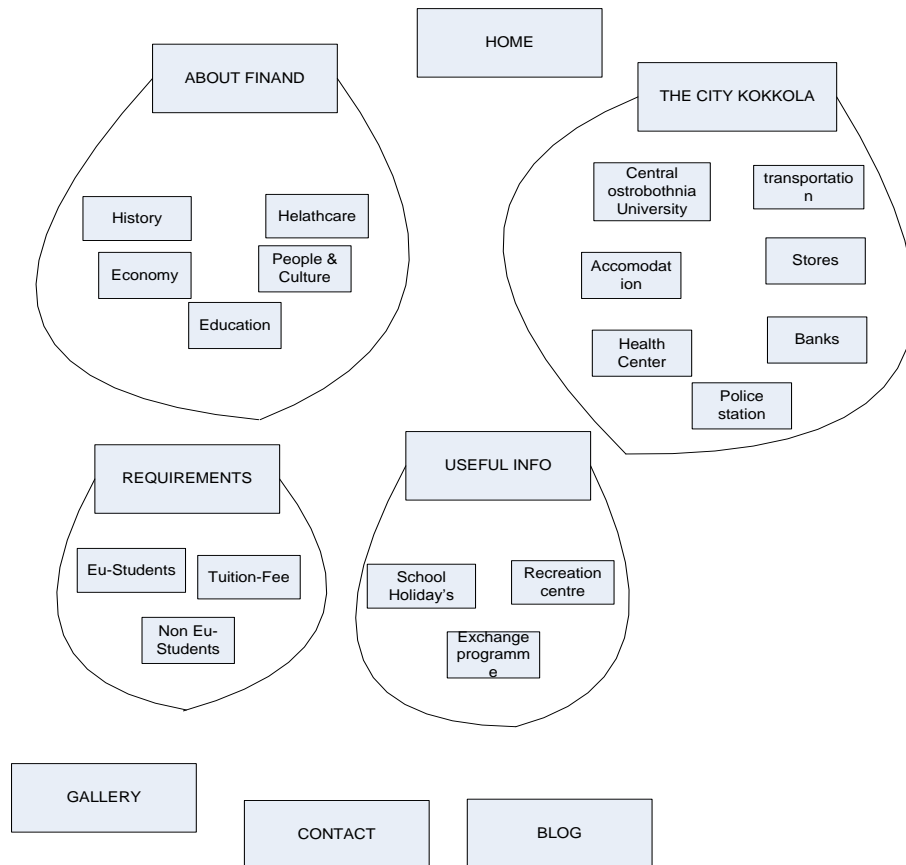 HOME
ABOUT FINAND
THE CITY KOKKOLA
History
Helathcare
Economy
People &
Culture
Education
Central
ostrobothnia
University
transportatio
n
Accomodat
ion
Stores
Health
Center
Banks
Police
station
REQUIREMENTS
Eu-Students
Tuition-Fee
Non Eu-
Students
USEFUL INFO
School
Holiday's
Recreation
centre
Exchange
programm
e
GALLERY
CONTACT
BLOG